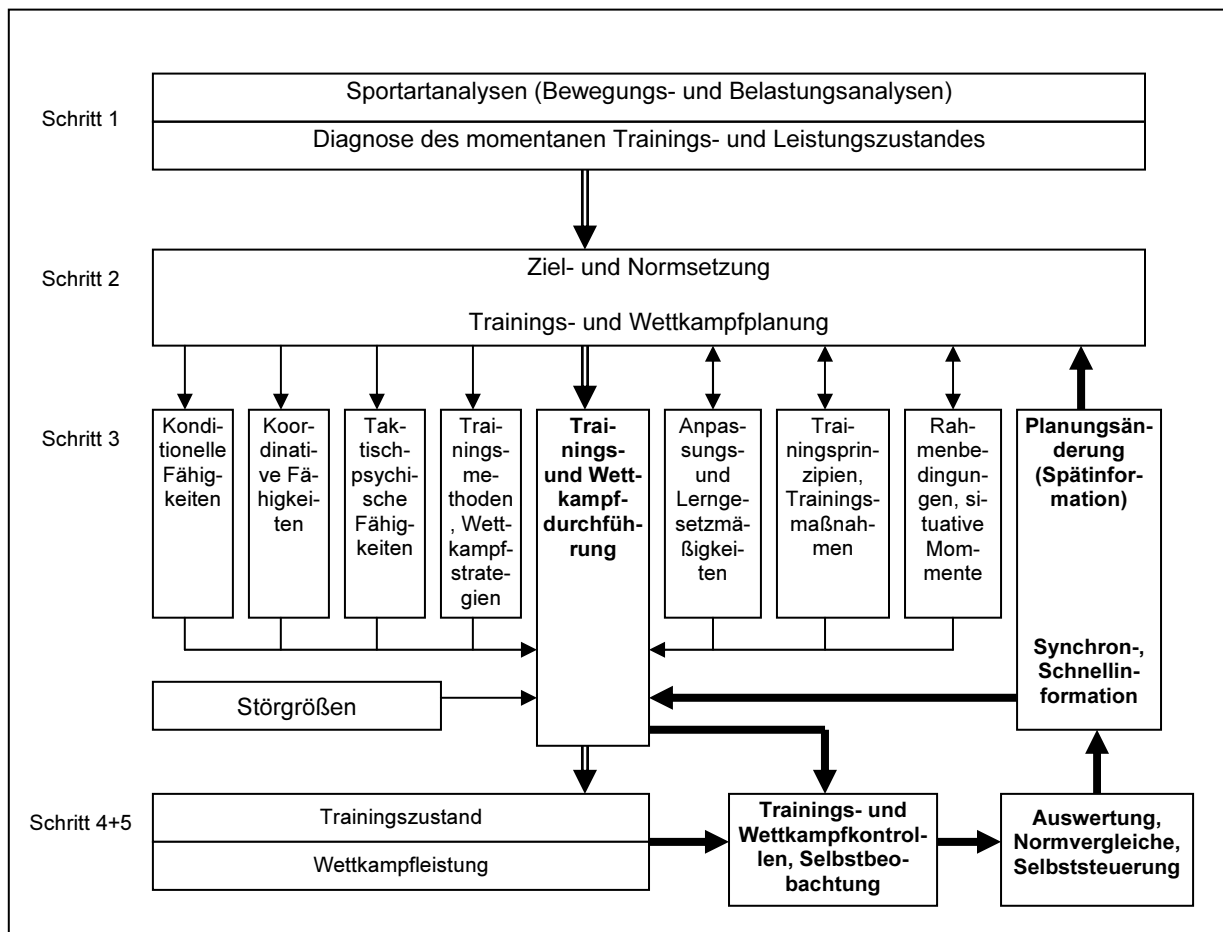 Schritt 1
Sportartanalysen (Bewegungs- und Belastungsanalysen)
Diagnose des momentanen Trainings- und Leistungszustandes
Schritt 2
Ziel- und Normsetzung
Trainings- und Wettkampfplanung
Schritt 3
Kondi-
tionelle
Fähig-
keiten
Koor-
dinative
Fä-
higkei-
ten
Tak-
tisch-
psychi-
sche
Fähig-
keiten
Trai-
nings-
me-
thoden
, Wett-
kampf-
strate-
gien
Trai-
nings-
und Wett-
kampf-
durchfüh-
rung
Anpas-
sungs-
und
Lernge-
setzmä-
ßigkei-
ten
Trai-
ningsprin-
zipien,
Trainings-
maßnah-
men
Rah-
menbe-
dingun-
gen, si-
tuative
Mom-
mente
Planungsän-
derung
(Spätinfor-
mation)
Synchron-,
Schnellin-
formation
Störgrößen
Schritt 4+5
Trainingszustand
Wettkampfleistung
Trainings- und
Wettkampfkontrol-
len, Selbstbeo-
bachtung
Auswertung,
Normvergleiche,
Selbststeuerung